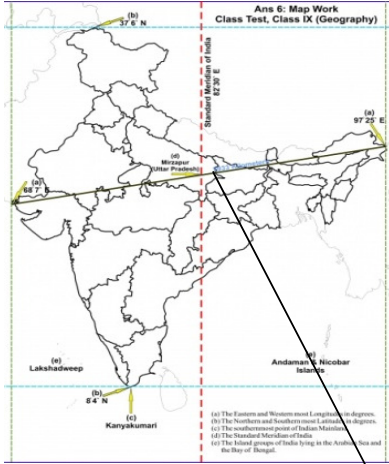 Ans 6: Map Work
Class Test, Class IX (Geography)
(b)
37°6' N
Standard Meridian of India
82°30' E
(a)
97°25' E
(d)
Mirzapur
(Uttar Pradesh)
(a)
68°7' E
(e)
Lakshadweep
(e)
Andaman & Nicobar
Islands
(b)
8°4' N
(c)
Kanyakumari
(a) The Eastern and Western most Longitudes in degrees.
(b) The Northern and Southern most Latitudes in degrees.
(c) The southernmost point of Indian Mainland
(d) The Standard Meridian of India
(e) The Island groups of India lying in the Arabian Sea and
the Bay of Bengal.